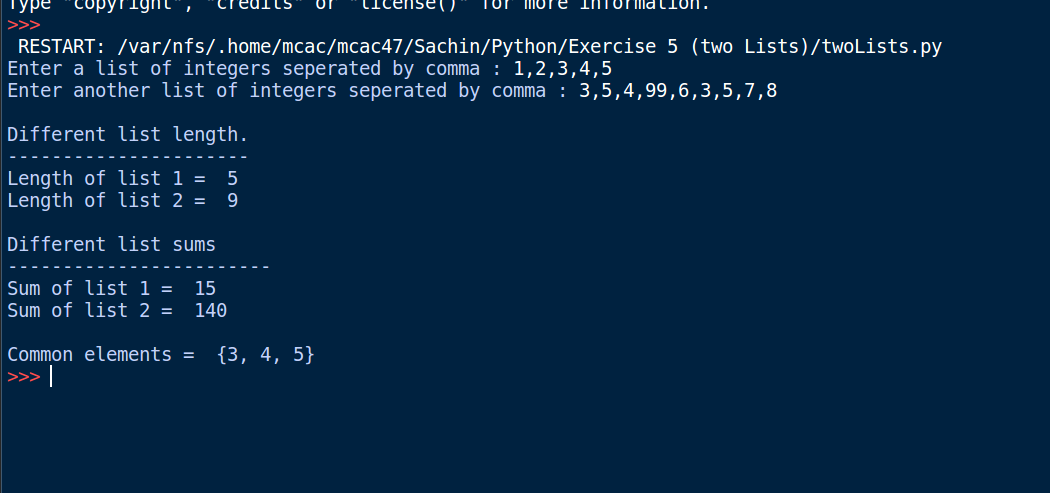 Type "copyright", "credits" or "license()" for more information.
>>>
 RESTART: /var/nfs/.home/mcac/mcac47/Sachin/Python/Exercise 5 (two Lists)/twoLists.py
Enter a list of integers seperated by comma : 1,2,3,4,5
Enter another list of integers seperated by comma : 3,5,4,99,6,3,5,7,8

Different list length.
----------------------
Length of list 1 =  5
Length of list 2 =  9

Different list sums
------------------------
Sum of list 1 =  15
Sum of list 2 =  140

Common elements =  {3, 4, 5}
>>>